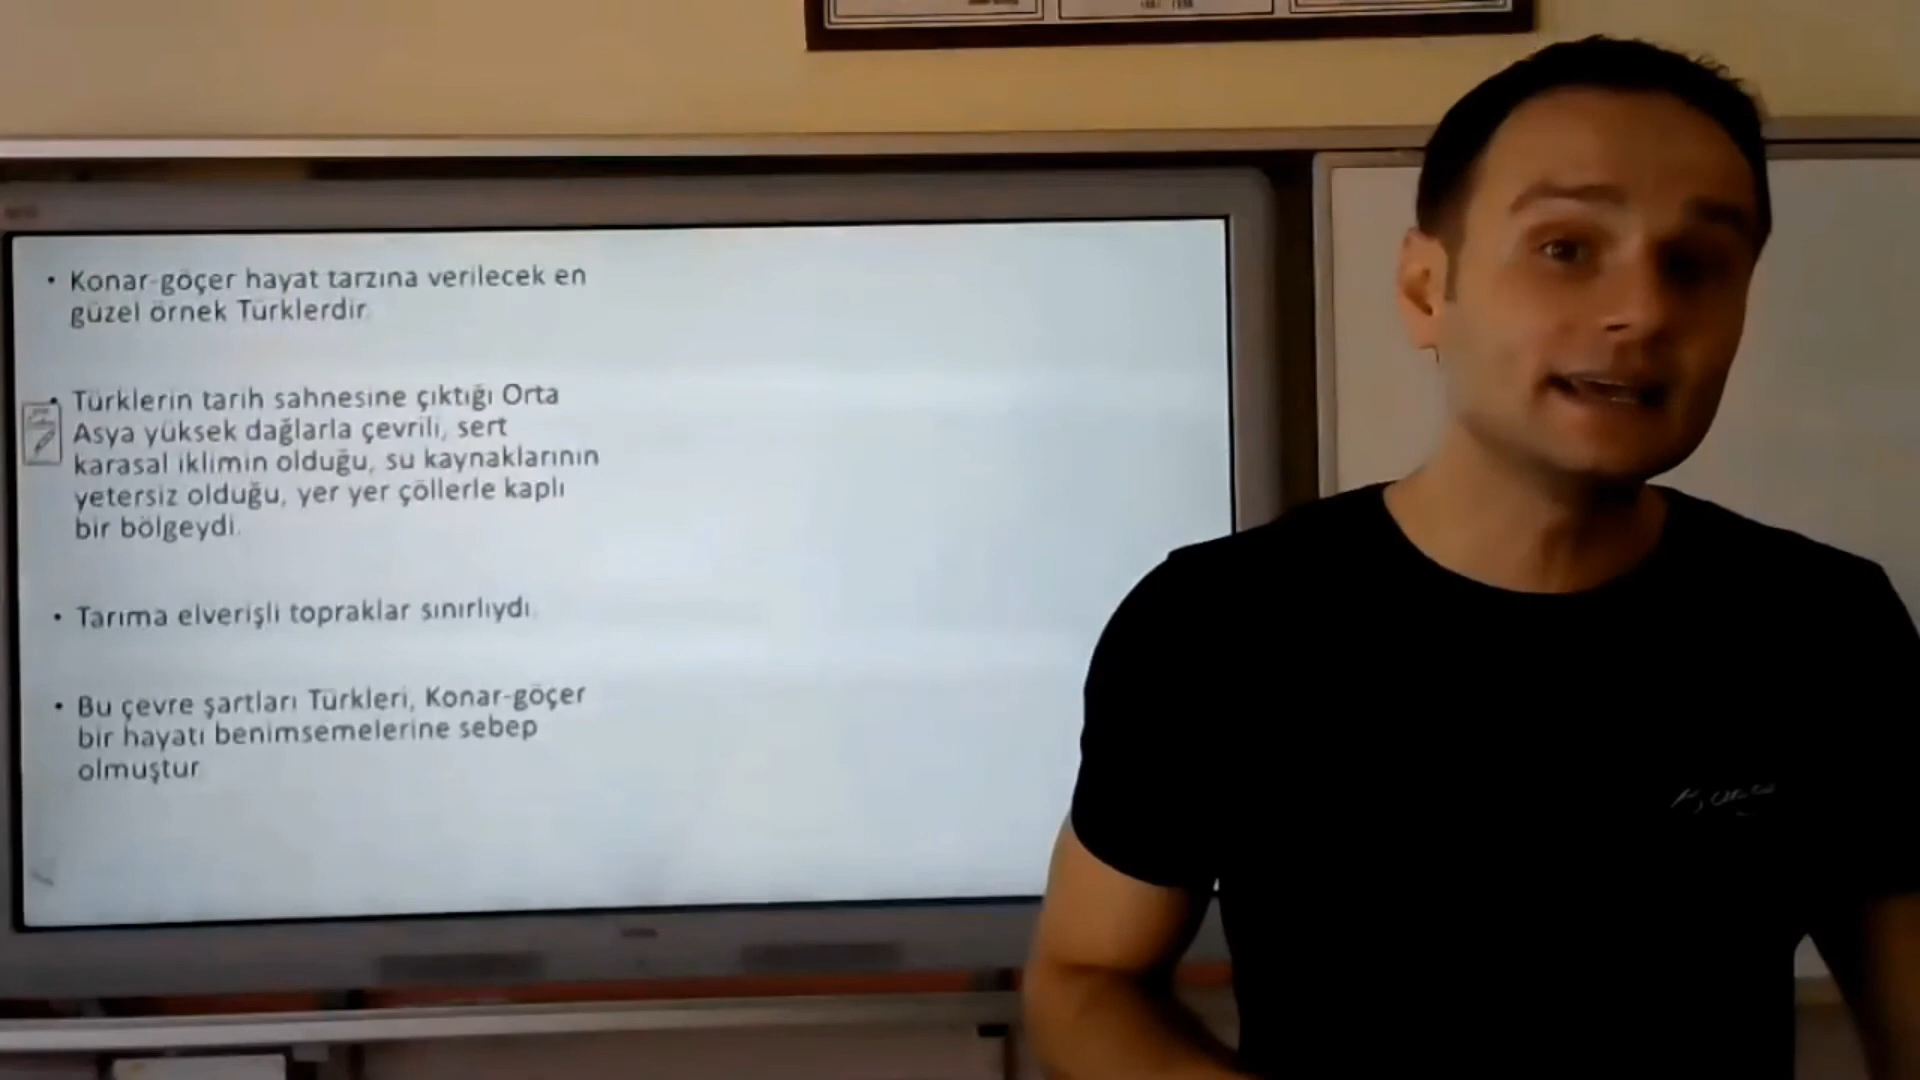 • Konar-göçer hayat tarzına verilecek en
güzel örnek Türklerdir.
• Türklerin tarih sahnesine çıktığı Orta
Asya yüksek dağlarla çevrili, sert
karasal iklimin olduğu, su kaynaklarının
yetersiz olduğu, yer yer çöllerle kaplı
bir bölgeydi.
• Tarıma elverişli topraklar sınırlıydı.
• Bu çevre şartları Türkleri, Konar-göçer
bir hayatı benimsemelerine sebep
olmuştur